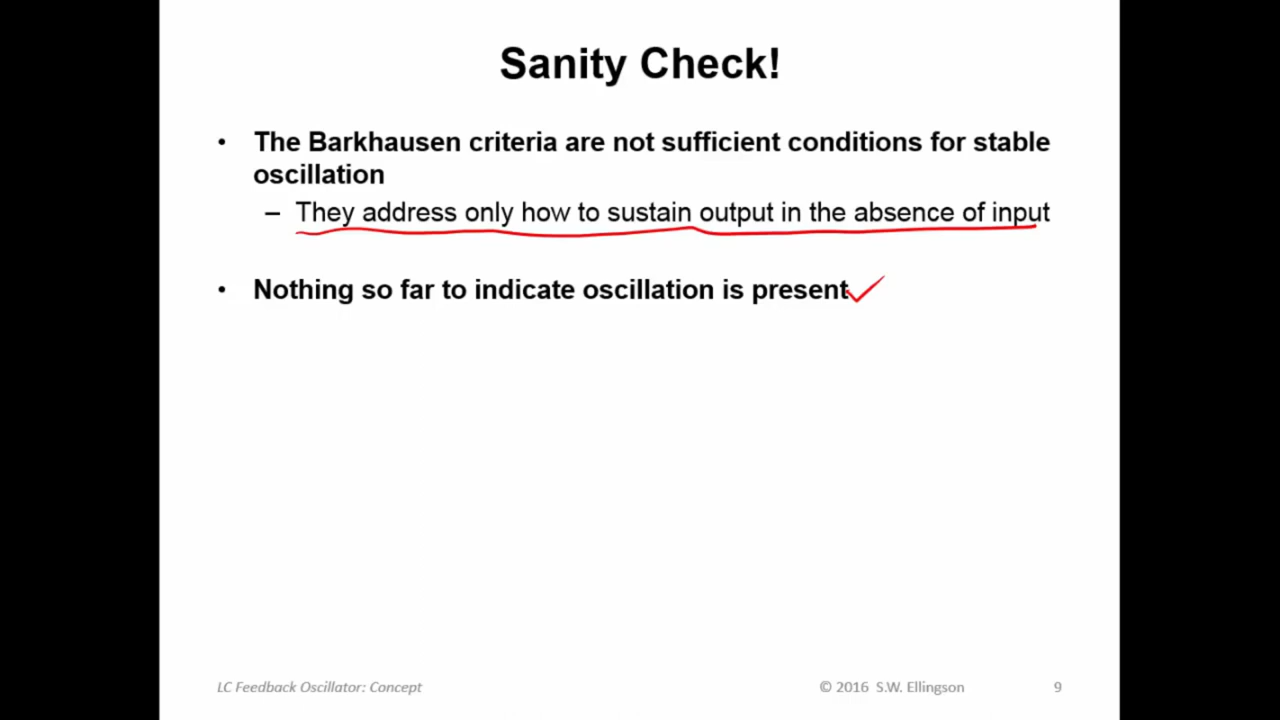 Sanity Check!
• The Barkhausen criteria are not sufficient conditions for stable
oscillation
– They address only how to sustain output in the absence of input
• Nothing so far to indicate oscillation is present
LC Feedback Oscillator: Concept
© 2016 S.W. Ellingson
9